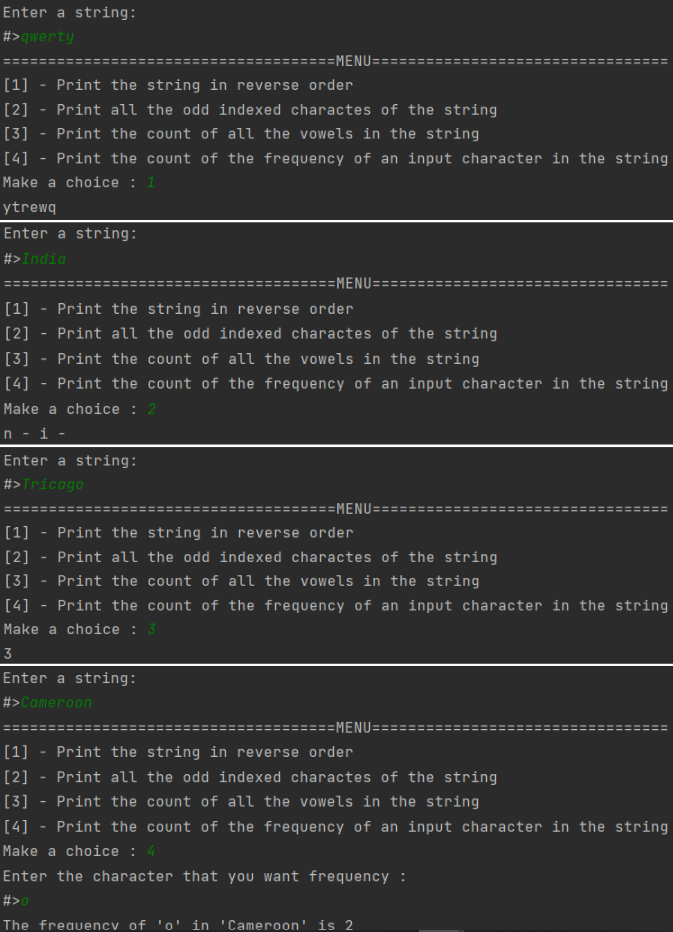 Enter a string:
#>qwerty
=====================================MENU=================================
[1] - Print the string in reverse order
[2] - Print all the odd indexed charactes of the string
[3] - Print the count of all the vowels in the string
[4] - Print the count of the frequency of an input character in the string
Make a choice : 1
ytrewq
Enter a string:
#>India
=====================================MENU=================================
[1] - Print the string in reverse order
[2] - Print all the odd indexed charactes of the string
[3] - Print the count of all the vowels in the string
[4] - Print the count of the frequency of an input character in the string
Make a choice : 2
n - i -
Enter a string:
#>Tricago
=====================================MENU=================================
[1] - Print the string in reverse order
[2] - Print all the odd indexed charactes of the string
[3] - Print the count of all the vowels in the string
[4] - Print the count of the frequency of an input character in the string
Make a choice : 3
3
Enter a string:
#>Cameroon
=====================================MENU=================================
[1] - Print the string in reverse order
[2] - Print all the odd indexed charactes of the string
[3] - Print the count of all the vowels in the string
[4] - Print the count of the frequency of an input character in the string
Make a choice : 4
Enter the character that you want frequency :
#>o
The frequency of 'o' in 'Cameroon' is 2